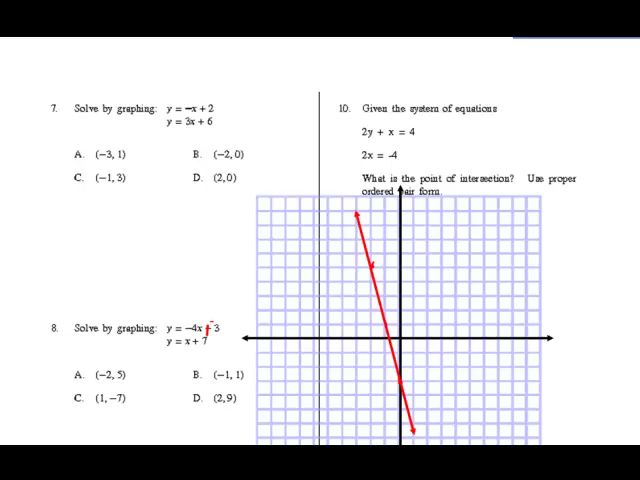 7. Solve by graphing: y = −x + 2
y = 3x + 6
A. (−3, 1) B. (−2, 0)
C. (−1, 3) D. (2, 0)
8. Solve by graphing: y = −4x 3
y = x + 7
A. (−2, 5) B. (−1, 1)
C. (1, −7) D. (2, 9)
10. Given the system of equations
2y + x = 4
2x = -4
What is the point of intersection? Use proper
ordered pair form.